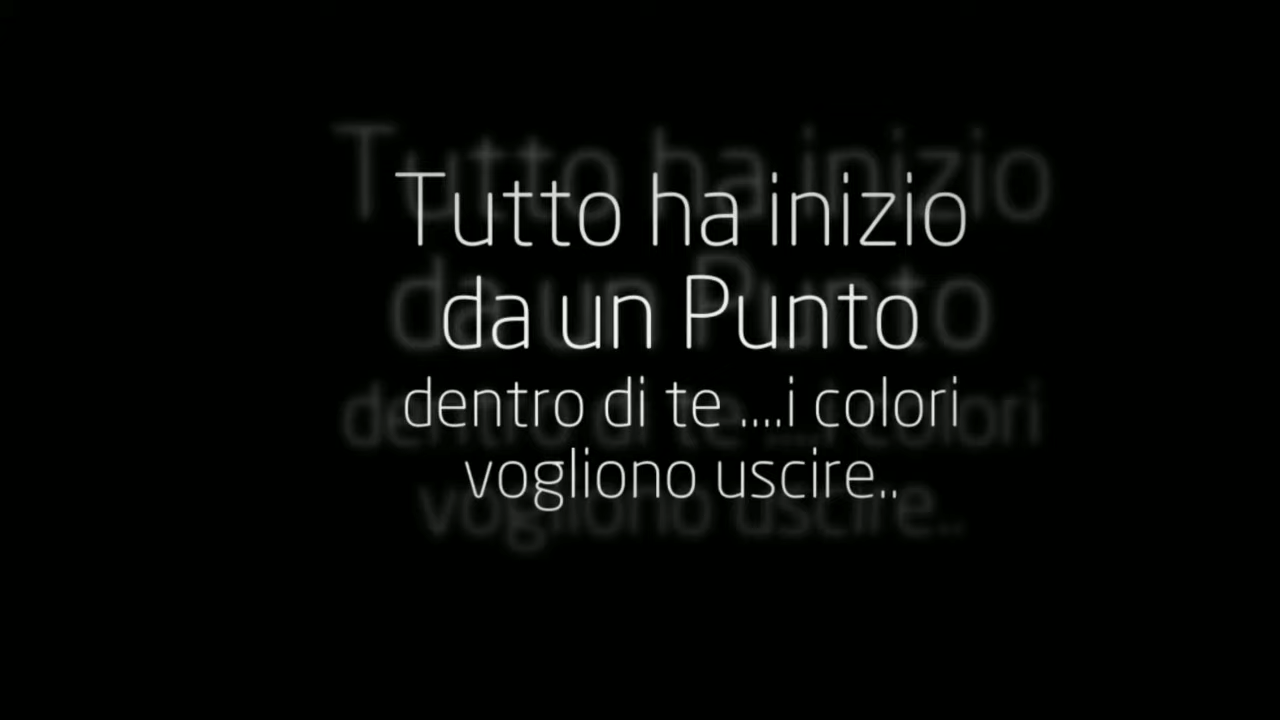 Tutto ha inizio
da un Punto
dentro di te ....i colori
vogliono uscire..